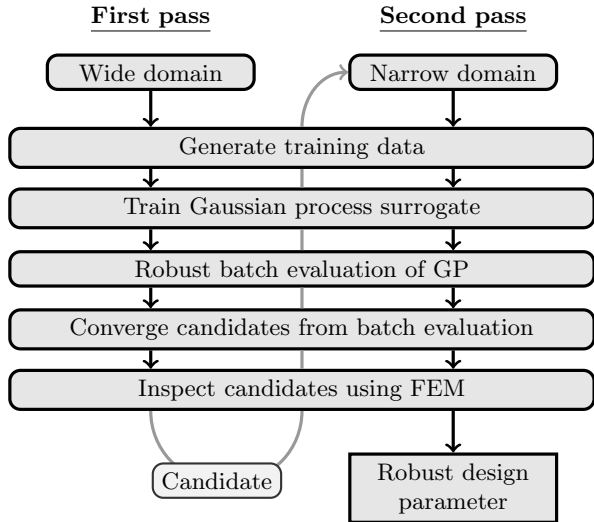 First pass
Second pass
Wide domain
Narrow domain
Generate training data
Train Gaussian process surrogate
Robust batch evaluation of GP
Converge candidates from batch evaluation
Inspect candidates using FEM
Candidate
Robust design
parameter